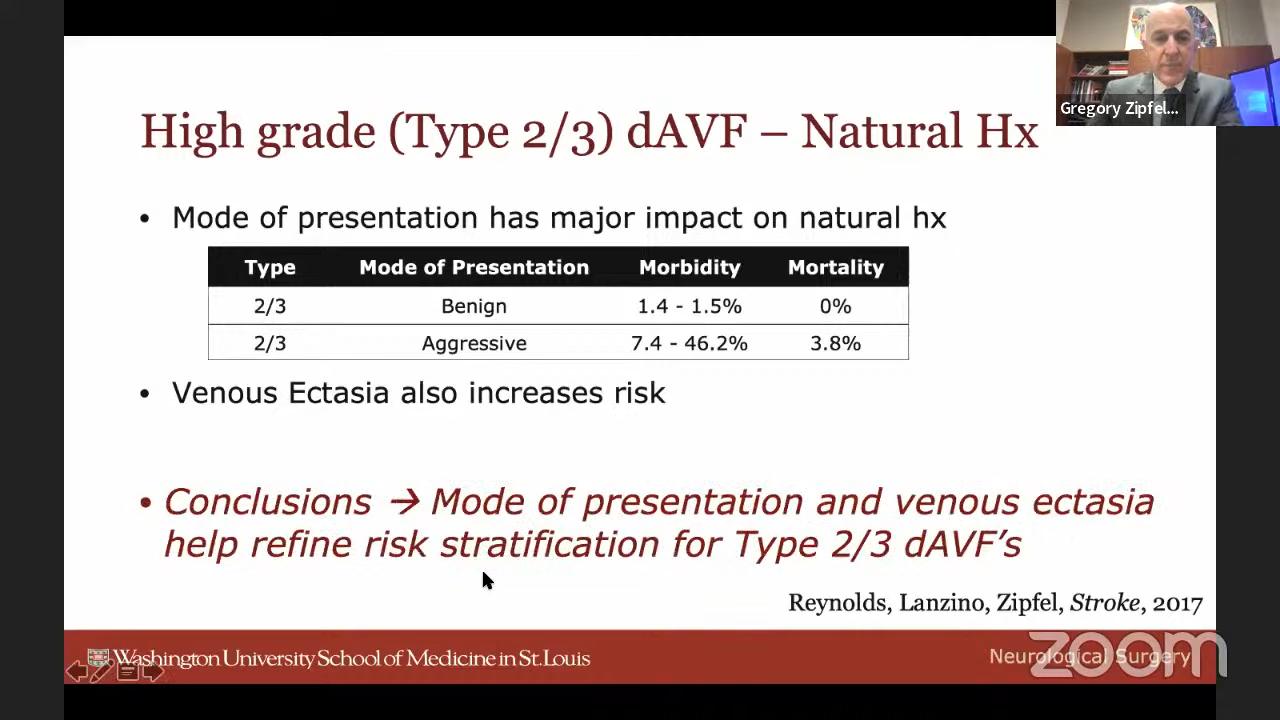 Gregory Zipfel...
High grade (Type 2/3) dAVF – Natural Hx
• Mode of presentation has major impact on natural hx
Type Mode of Presentation Morbidity Mortality
2/3 Benign 1.4 - 1.5% 0%
2/3 Aggressive 7.4 - 46.2% 3.8%
• Venous Ectasia also increases risk
• Conclusions → Mode of presentation and venous ectasia
help refine risk stratification for Type 2/3 dAVF’s
Reynolds, Lanzino, Zipfel, Stroke, 2017
Washington University School of Medicine in St. Louis
Neurological Surgery
zoom